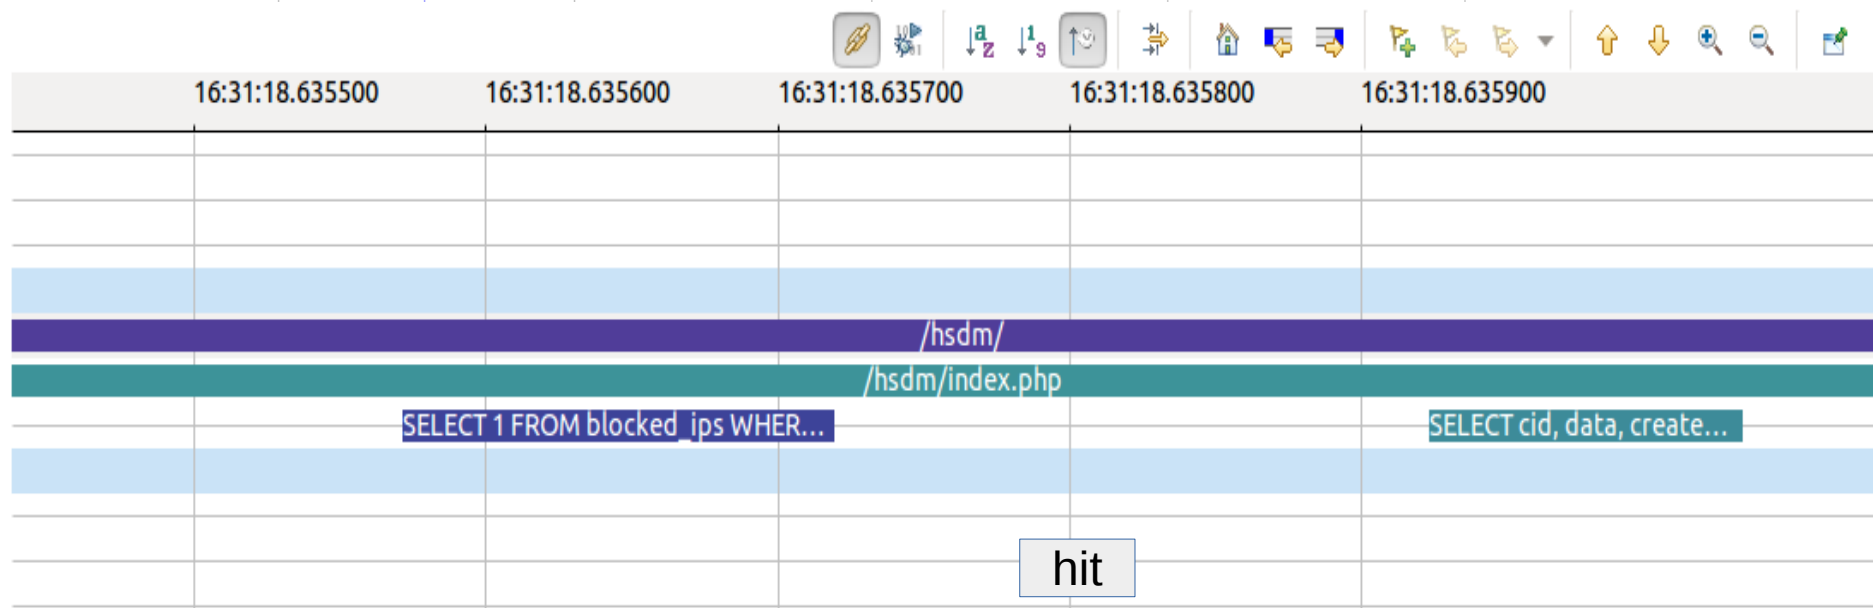 16:31:18.635500 16:31:18.635600 16:31:18.635700 16:31:18.635800 16:31:18.635900
/hsdm/
/hsdm/index.php
SELECT 1 FROM blocked_ips WHER... SELECT cid, data, create...
hit